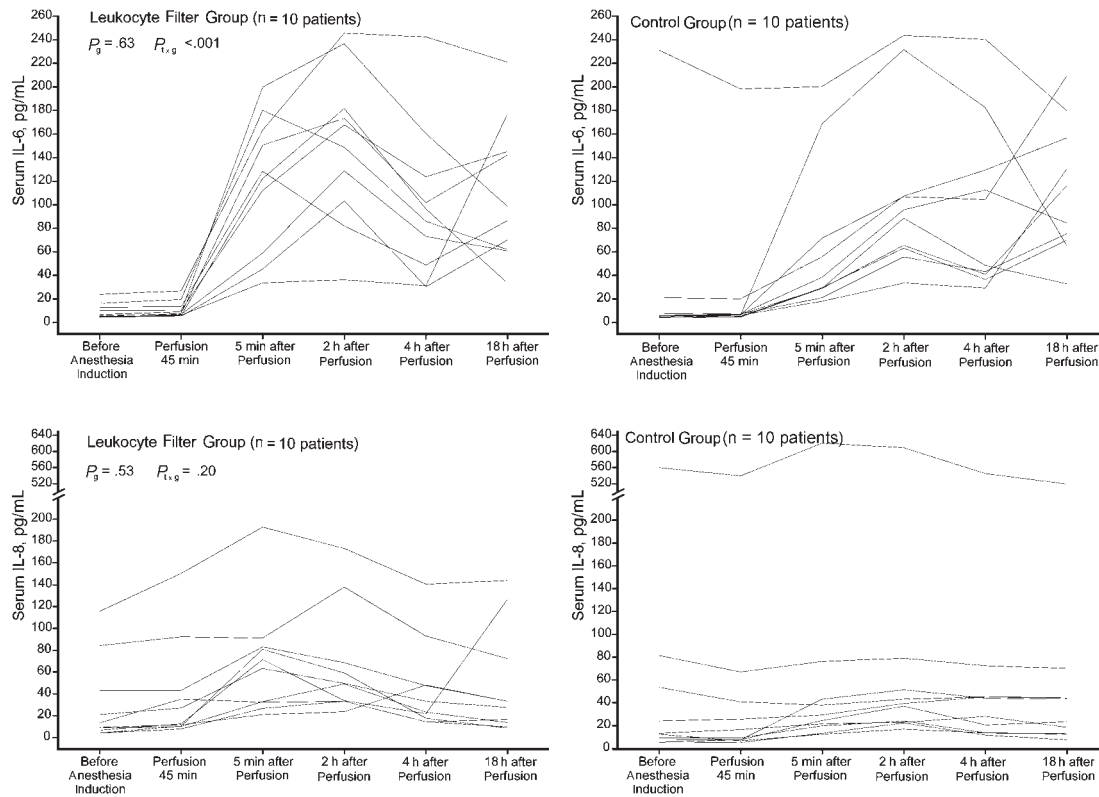 Leukocyte Filter Group (n = 10 patients)
Pg = .63 Pt×g <.001
Serum IL-6, pg/mL
260
240
220
200
180
160
140
120
100
80
60
40
20
0
Before
Anesthesia
Induction
Perfusion
45 min
5 min after
Perfusion
2 h after
Perfusion
4 h after
Perfusion
18 h after
Perfusion
Control Group (n = 10 patients)
Serum IL-6, pg/mL
260
240
220
200
180
160
140
120
100
80
60
40
20
0
Before
Anesthesia
Induction
Perfusion
45 min
5 min after
Perfusion
2 h after
Perfusion
4 h after
Perfusion
18 h after
Perfusion
Leukocyte Filter Group (n = 10 patients)
Pg = .53 Pt×g = .20
Serum IL-8, pg/mL
640
600
560
520
200
180
160
140
120
100
80
60
40
20
0
Before
Anesthesia
Induction
Perfusion
45 min
5 min after
Perfusion
2 h after
Perfusion
4 h after
Perfusion
18 h after
Perfusion
Control Group (n = 10 patients)
Serum IL-8, pg/mL
640
600
560
520
200
180
160
140
120
100
80
60
40
20
0
Before
Anesthesia
Induction
Perfusion
45 min
5 min after
Perfusion
2 h after
Perfusion
4 h after
Perfusion
18 h after
Perfusion